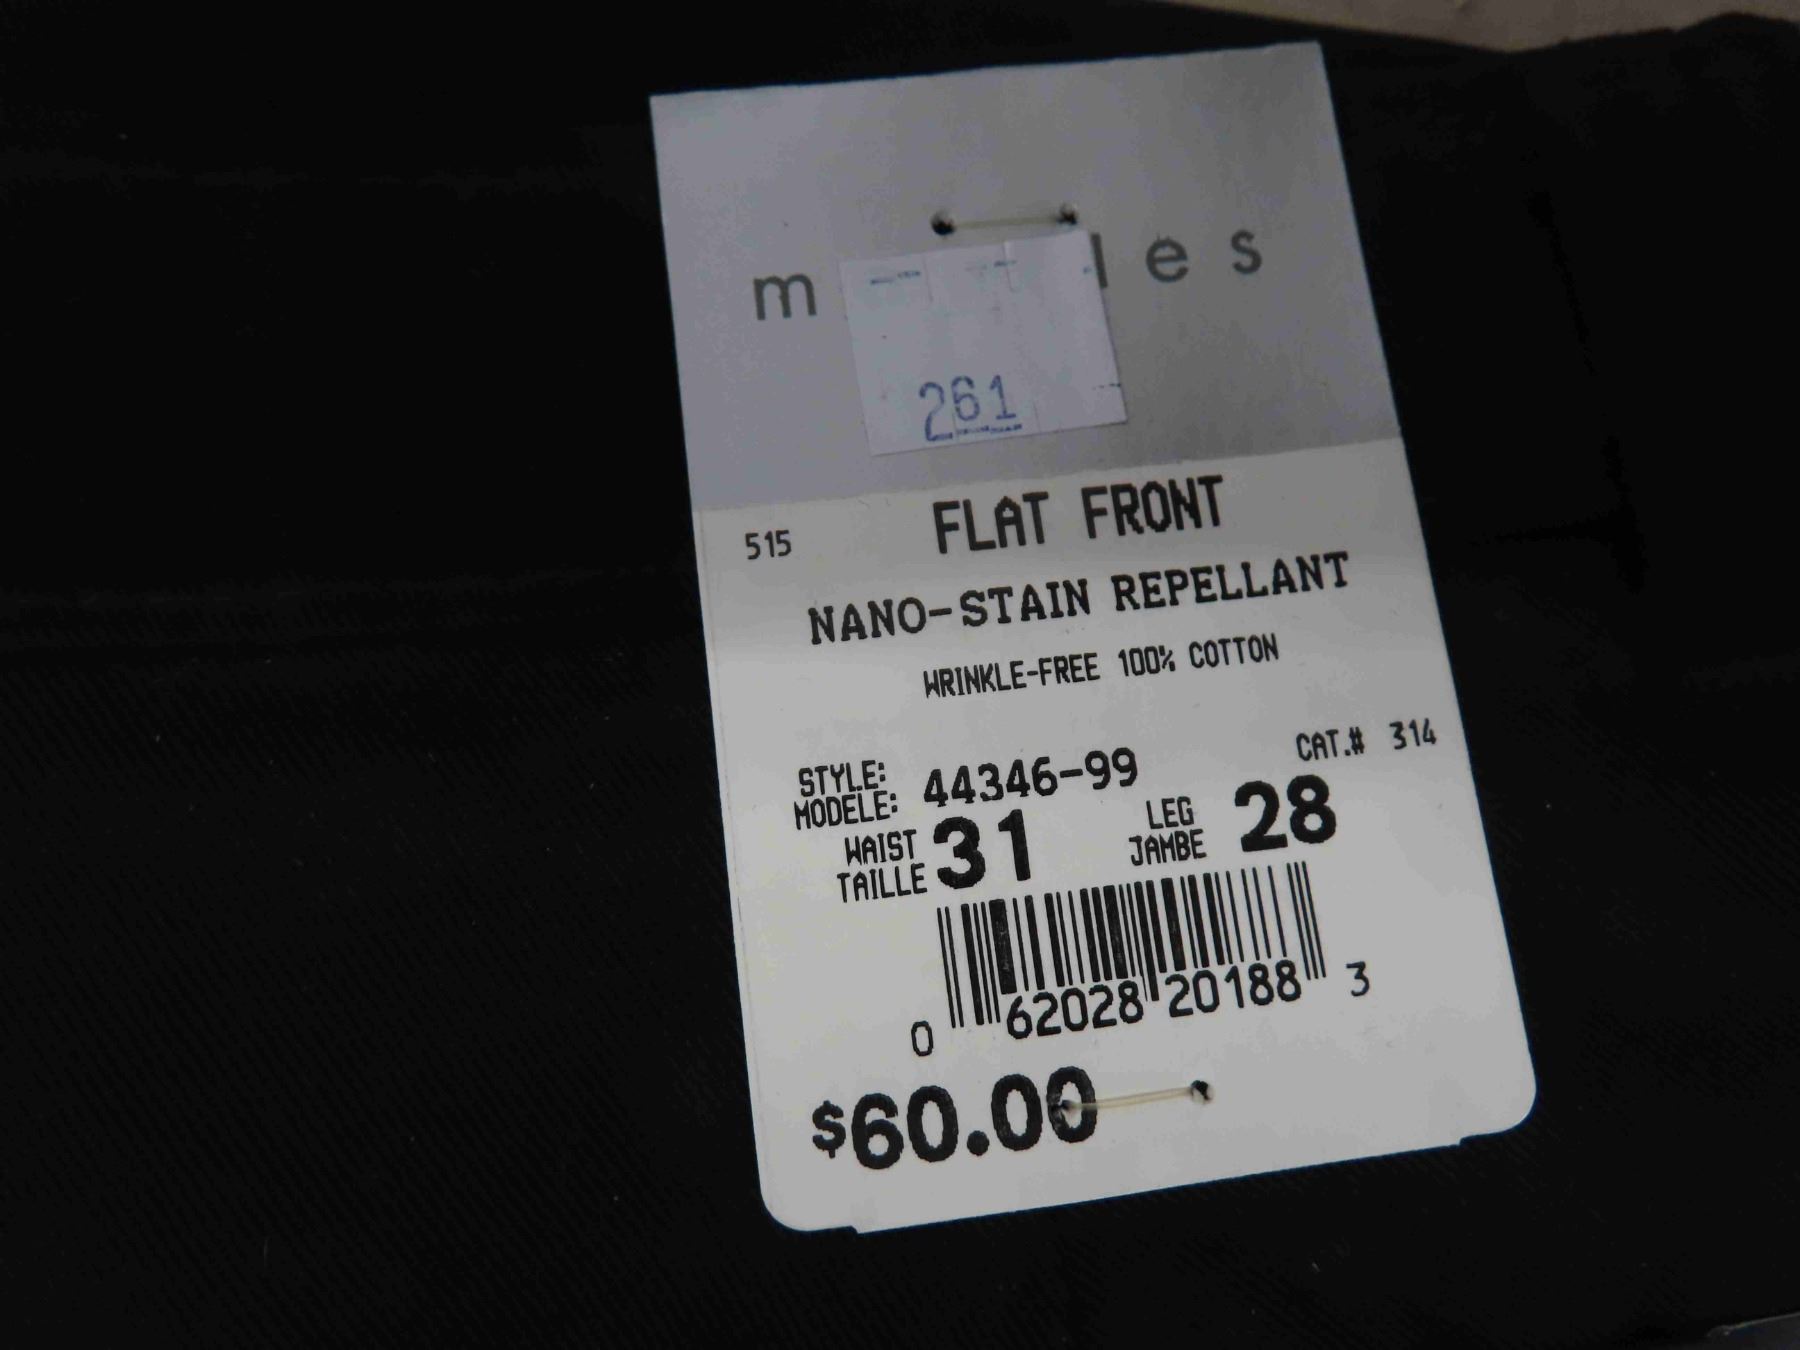 m les
261
FLAT FRONT
515
NANO-STAIN REPELLANT
WRINKLE-FREE 100% COTTON
CAT.# 314
STYLE: 44346-99
MODELE:
WAIST 31 LEG 28
TAILLE JAMBE
0 62028 20188 3
$60.00